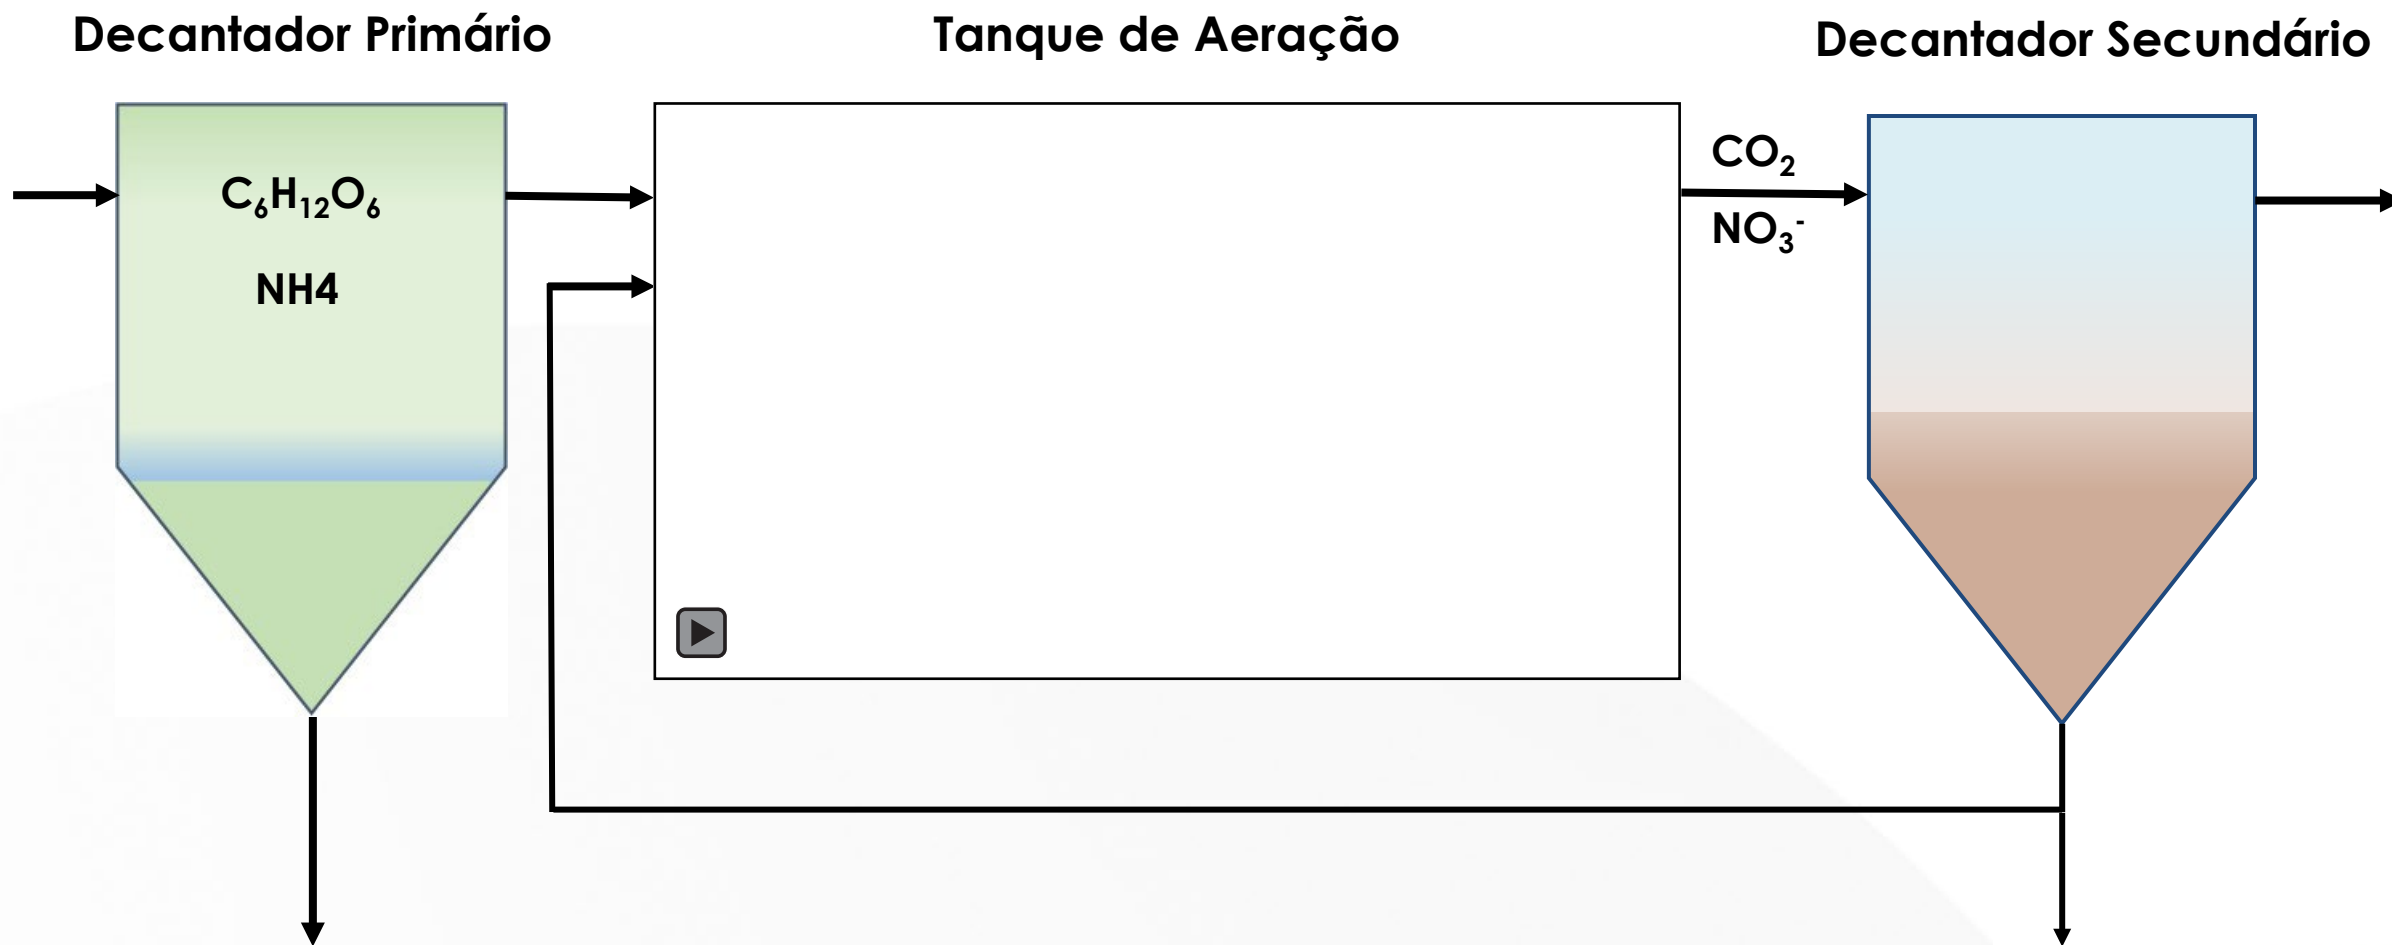 Decantador Primário
Tanque de Aeração
Decantador Secundário
C₆H₁₂O₆
NH4
CO₂
NO₃⁻